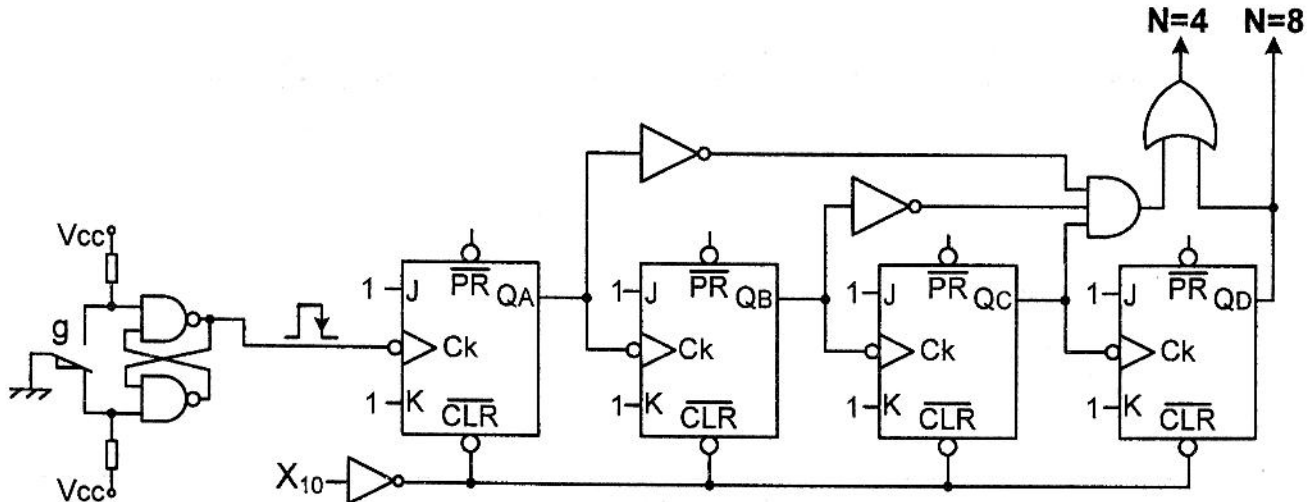 N=4 N=8
Vcc
g
Vcc
1 J PR QA
Ck
1 K CLR
1 J PR QB
Ck
1 K CLR
1 J PR QC
Ck
1 K CLR
1 J PR QD
Ck
1 K CLR
X10